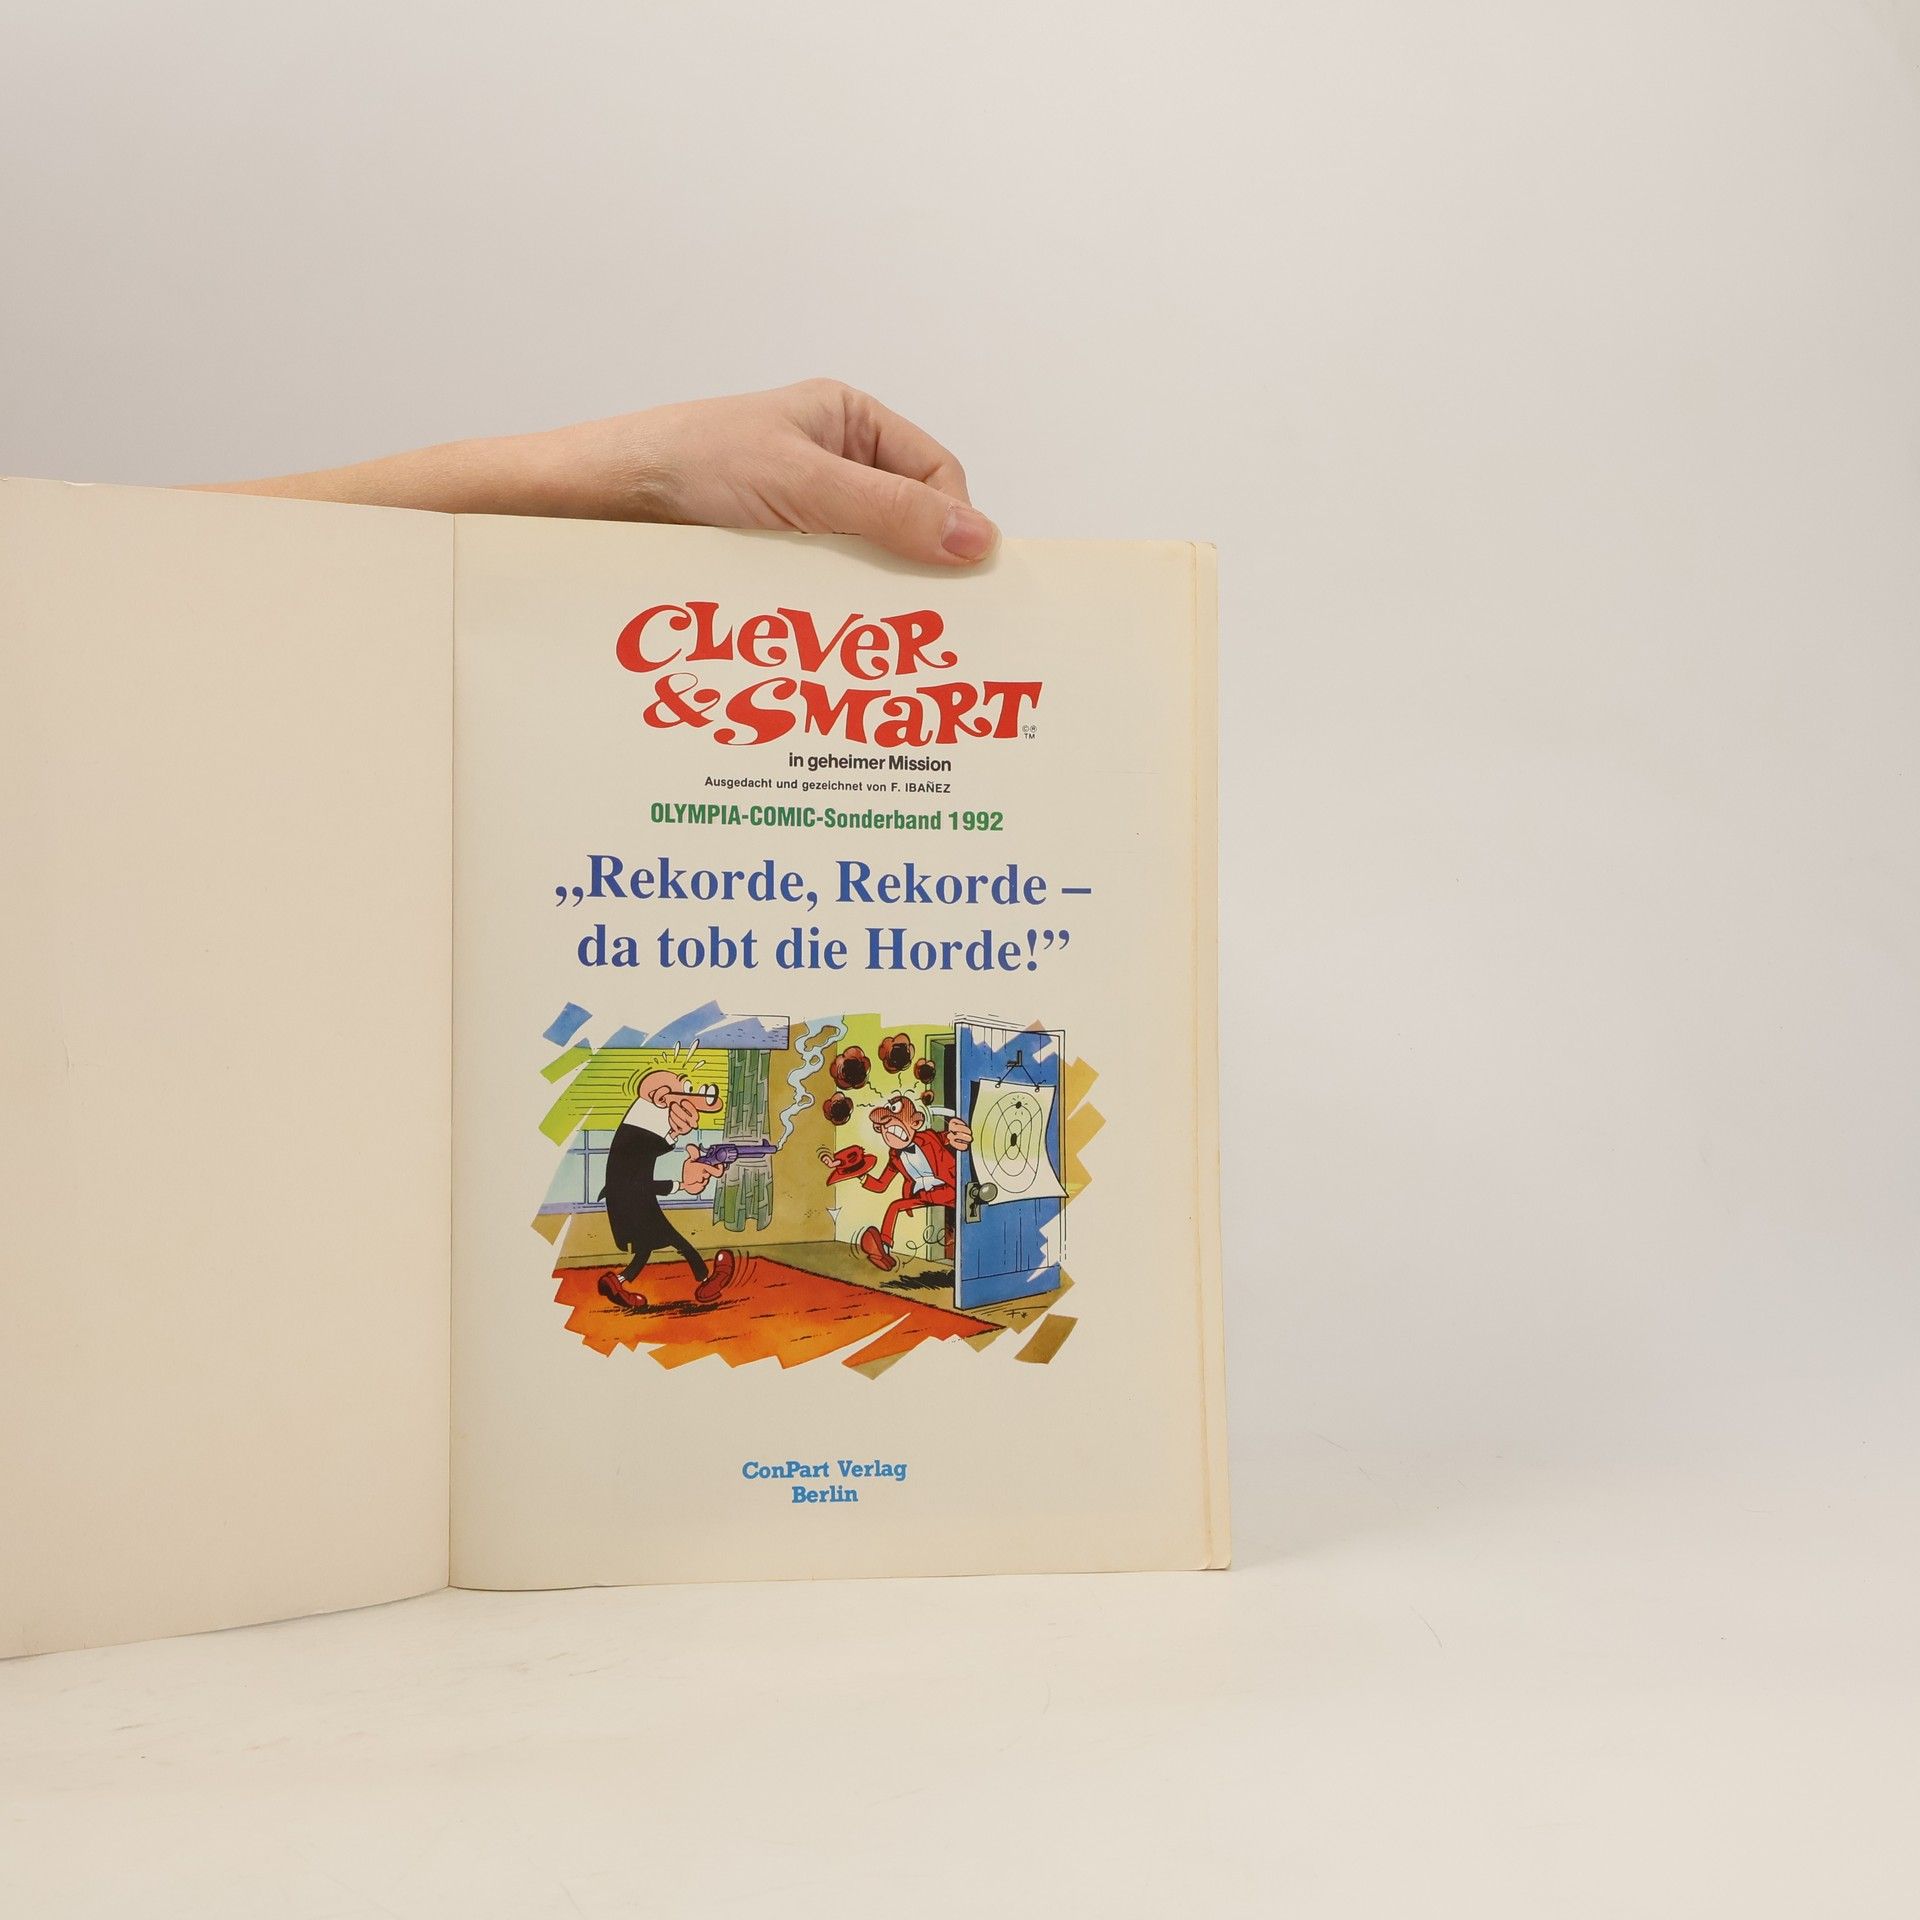 CLeVeR
& SMaRT
©®
TM
in geheimer Mission
Ausgedacht und gezeichnet von F. IBAÑEZ
OLYMPIA-COMIC-Sonderband 1992
„Rekorde, Rekorde –
da tobt die Horde!”
ConPart Verlag
Berlin